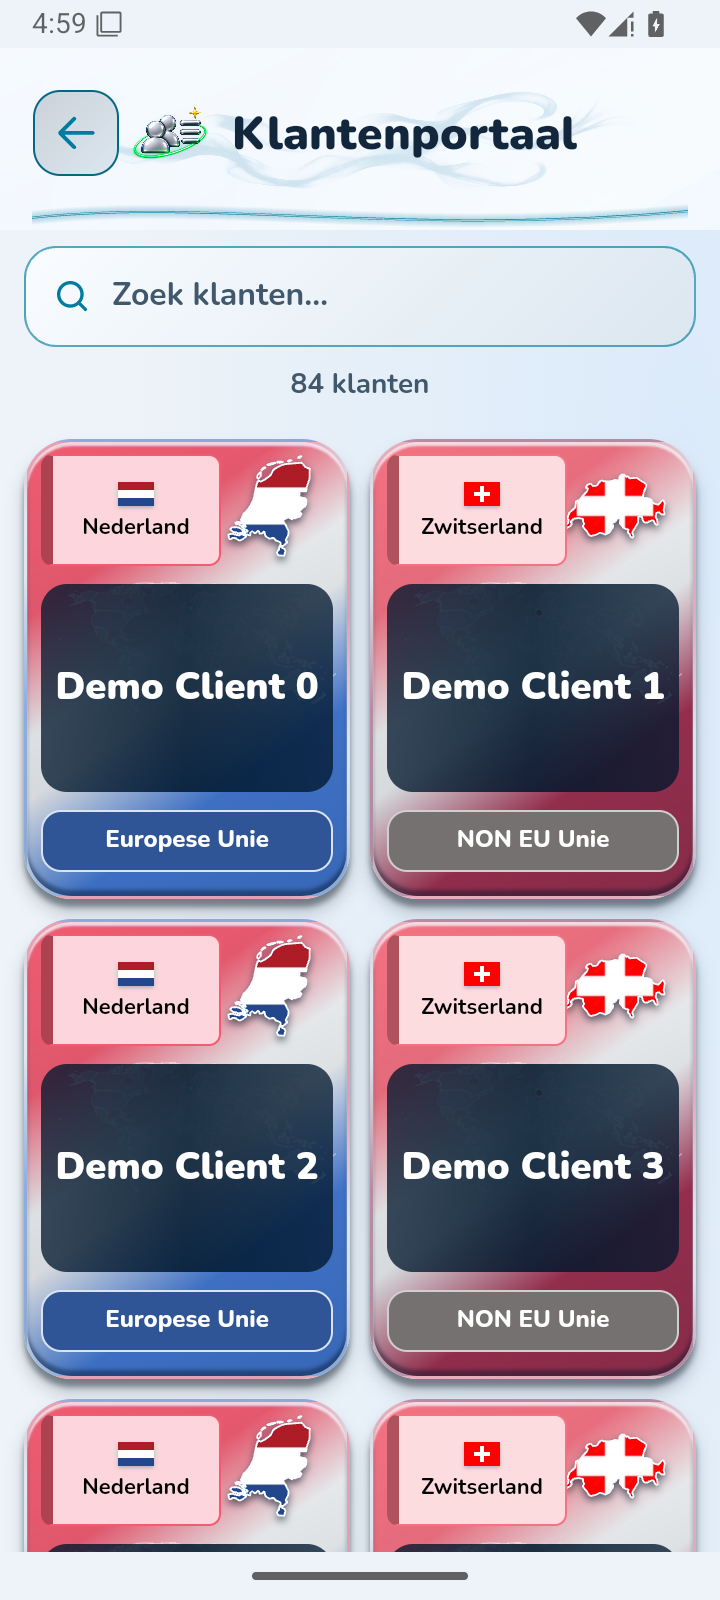 4:59
Klantenportaal
Zoek klanten...
84 klanten
Nederland
Zwitserland
Demo Client 0
Demo Client 1
Europese Unie
NON EU Unie
Nederland
Zwitserland
Demo Client 2
Demo Client 3
Europese Unie
NON EU Unie
Nederland
Zwitserland